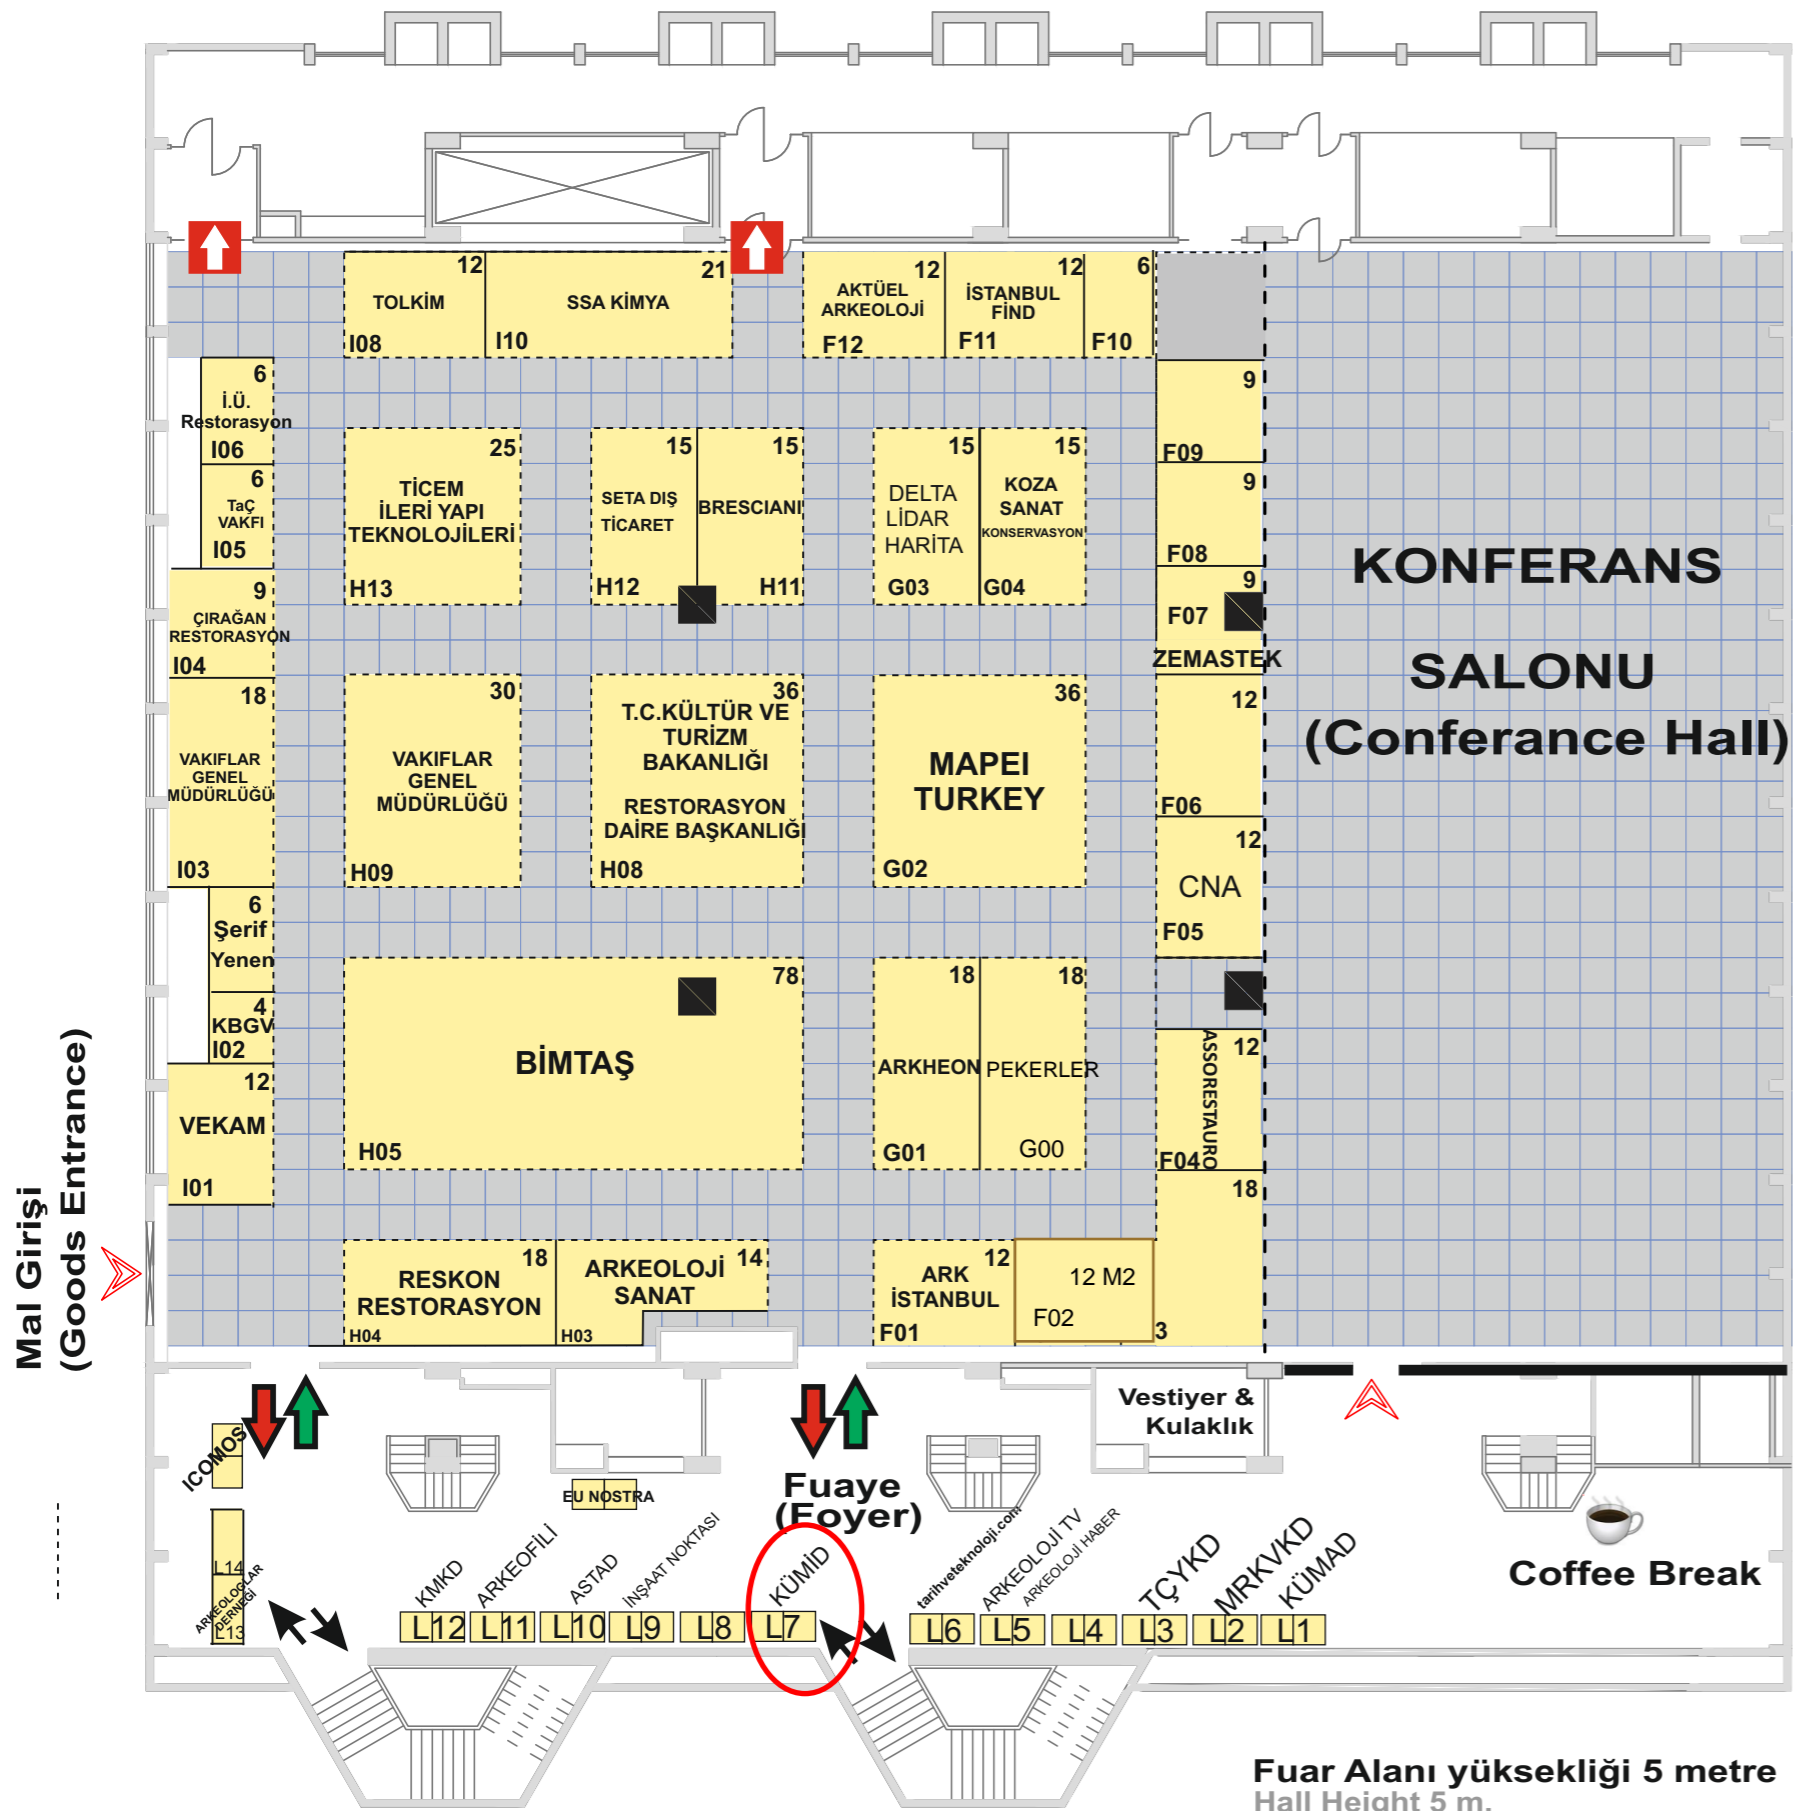 12
TOLKİM
I08
21
SSA KİMYA
I10
12
AKTÜEL
ARKEOLOJİ
F12
12
İSTANBUL
FİND
F11
6
F10
6
İ.Ü.
Restorasyon
I06
6
TaÇ
VAKFI
I05
9
ÇIRAĞAN
RESTORASYON
I04
18
VAKIFLAR
GENEL
MÜDÜRLÜĞÜ
I03
6
Şerif
Yenen
4
KBGV
I02
12
VEKAM
I01
25
TİCEM
İLERİ YAPI
TEKNOLOJİLERİ
H13
15
SETA DIŞ
TİCARET
H12
15
BRESCIANI
H11
15
DELTA
LİDAR
HARİTA
G03
15
KOZA
SANAT
KONSERVASYON
G04
9
F09
9
F08
9
F07
ZEMASTEK
30
VAKIFLAR
GENEL
MÜDÜRLÜĞÜ
H09
36
T.C.KÜLTÜR VE
TURİZM
BAKANLIĞI
RESTORASYON
DAİRE BAŞKANLIĞI
H08
36
MAPEI
TURKEY
G02
12
F06
12
CNA
F05
KONFERANS
SALONU
(Conferance Hall)
78
BİMTAŞ
H05
18
ARKHEON
G01
18
PEKERLER
G00
12
ASSORESTAURO
F04
18
3
Mal Girişi
(Goods Entrance)
18
RESKON
RESTORASYON
H04
14
ARKEOLOJİ
SANAT
H03
12
ARK
İSTANBUL
F01
12 M2
F02
Vestiyer &
Kulaklık
ICOMOS
EU NOSTRA
Fuaye
(Foyer)
Coffee Break
L14
ARKEOLOGLAR
DERNEĞİ
L13
KMKD
L12
ARKEOFİLİ
L11
ASTAD
L10
İNŞAAT NOKTASI
L9
L8
KÜMİD
L7
tarihveteknoloji.com
L6
ARKEOLOJİ TV
ARKEOLOJİ HABER
L5
L4
TÇYKD
L3
MRKVKD
L2
KÜMAD
L1
Fuar Alanı yüksekliği 5 metre
Hall Height 5 m.